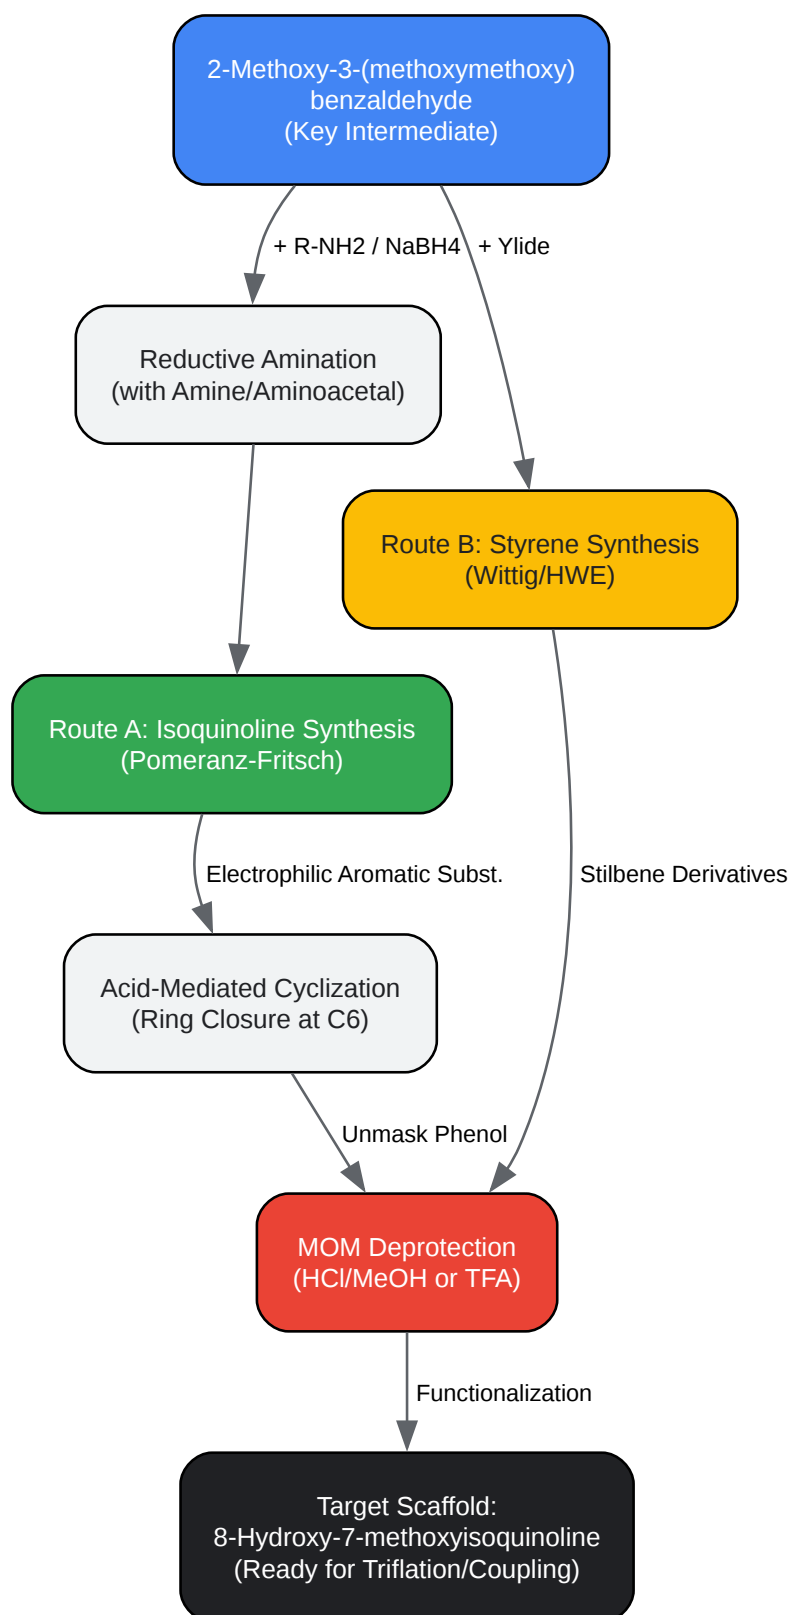 2-Methoxy-3-(methoxymethoxy)
benzaldehyde
(Key Intermediate)
+ R-NH2 / NaBH4
+ Ylide
Reductive Amination
(with Amine/Aminoacetal)
Route B: Styrene Synthesis
(Wittig/HWE)
Route A: Isoquinoline Synthesis
(Pomeranz-Fritsch)
Electrophilic Aromatic Subst.
Stilbene Derivatives
Acid-Mediated Cyclization
(Ring Closure at C6)
Unmask Phenol
MOM Deprotection
(HCl/MeOH or TFA)
Functionalization
Target Scaffold:
8-Hydroxy-7-methoxyisoquinoline
(Ready for Triflation/Coupling)